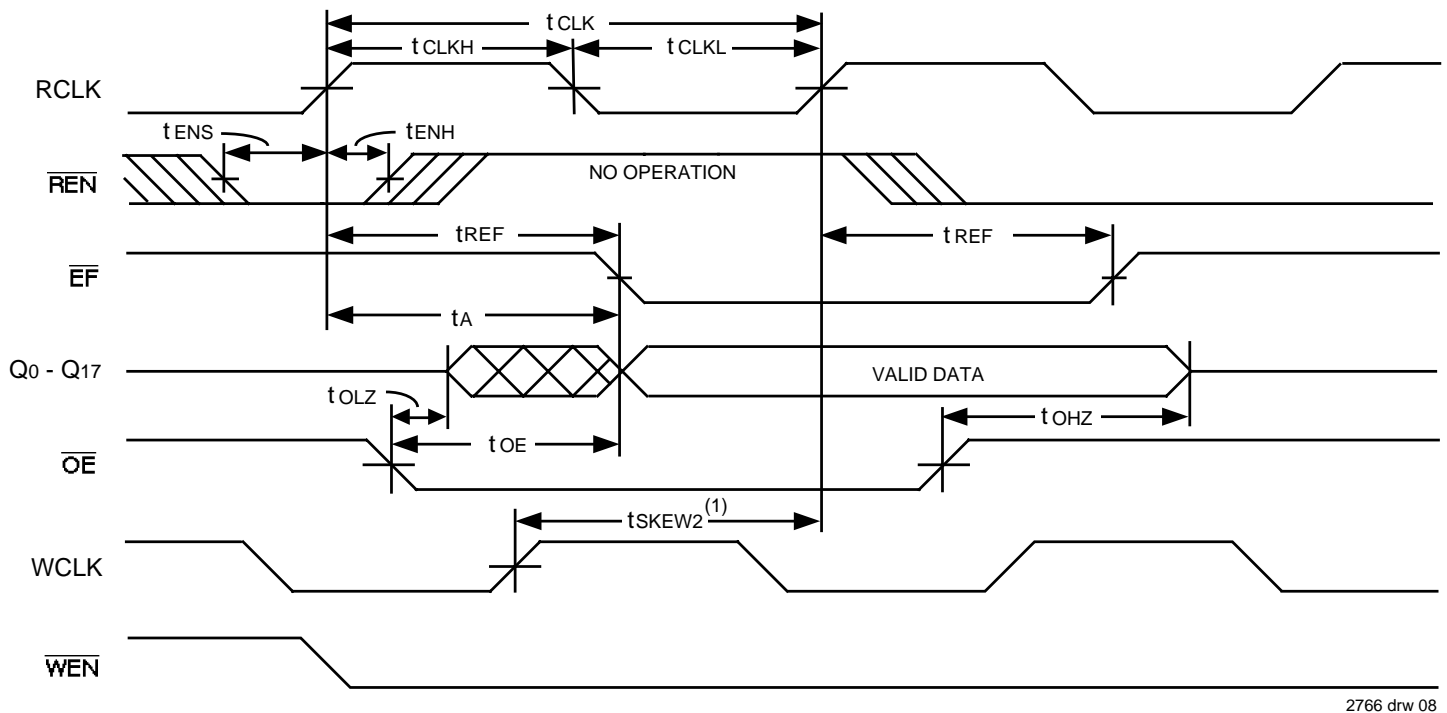 tCLK
tCLKH
tCLKL
RCLK
tENS
tENH
REN
NO OPERATION
tREF
tREF
EF
tA
Q0 - Q17
VALID DATA
tOLZ
tOHZ
tOE
OE
tSKEW2(1)
WCLK
WEN
2766 drw 08